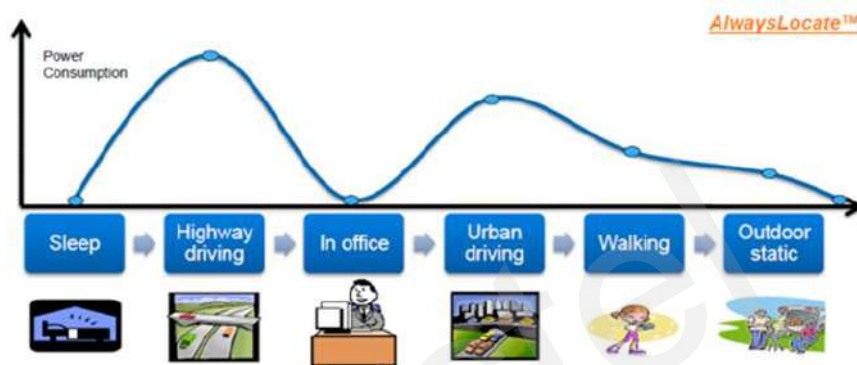 AlwaysLocate™
Power
Consumption
Sleep
Highway
driving
In office
Urban
driving
Walking
Outdoor
static